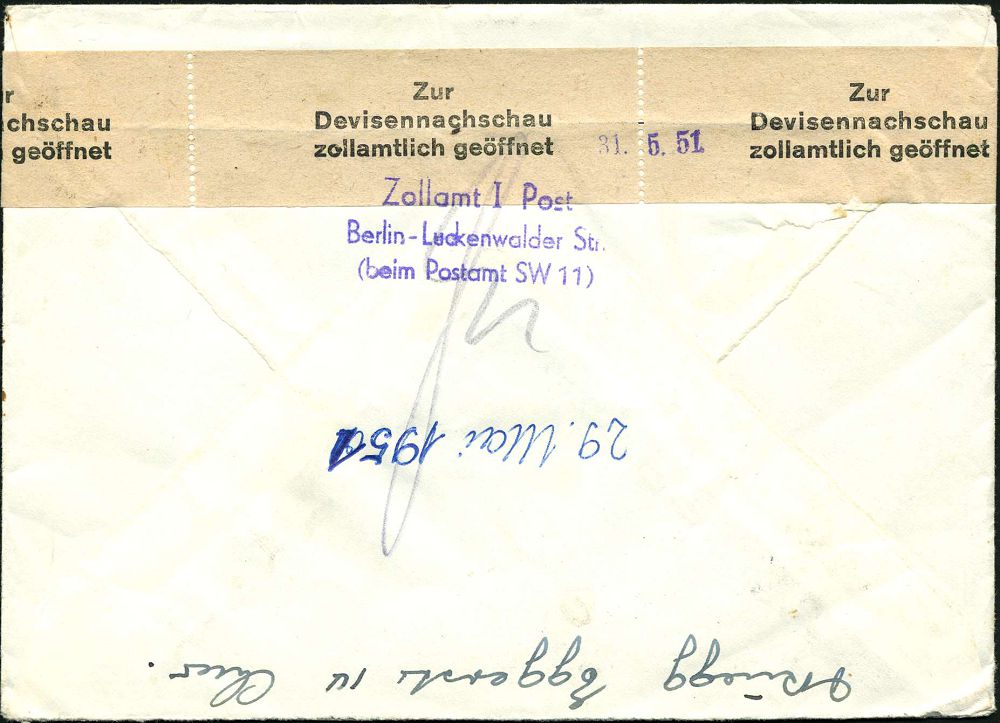 r
achschau
geöffnet
Zur
Devisennachschau
zollamtlich geöffnet
Zur
Devisennachschau
zollamtlich geöffnet
31. 5. 51
Zollamt I Post
Berlin-Luckenwalder Str.
(beim Postamt SW 11)
29. Mai 1951